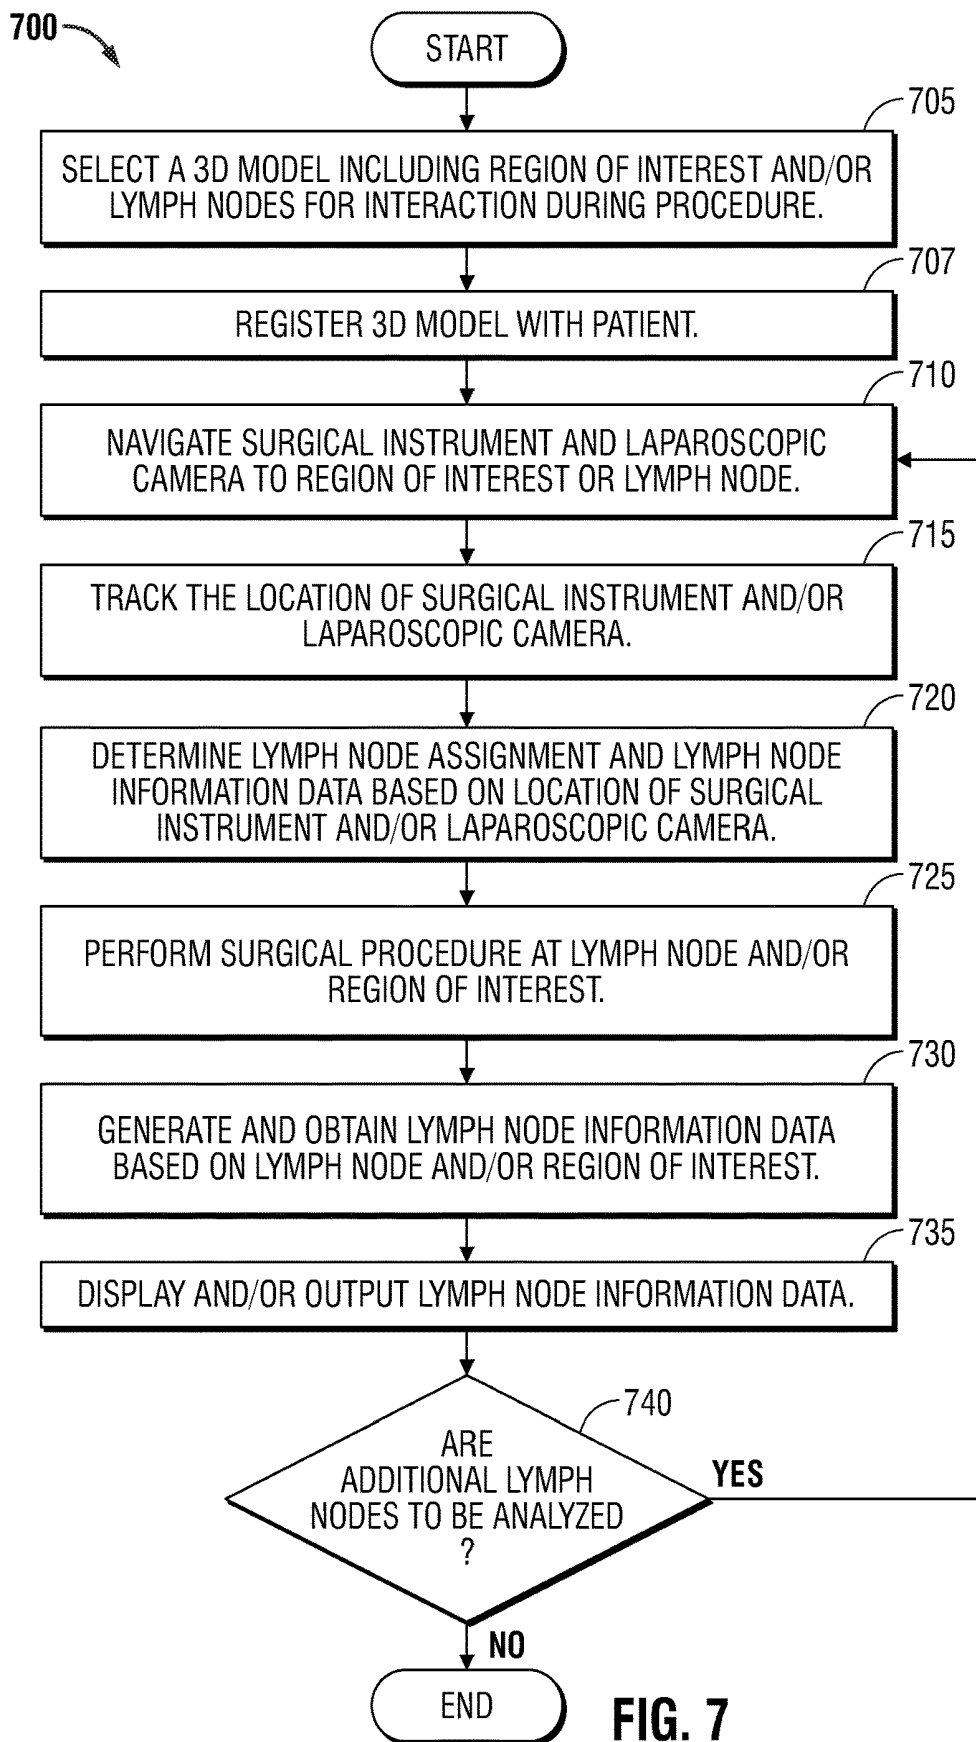 700
START
705
SELECT A 3D MODEL INCLUDING REGION OF INTEREST AND/OR
LYMPH NODES FOR INTERACTION DURING PROCEDURE.
707
REGISTER 3D MODEL WITH PATIENT.
710
NAVIGATE SURGICAL INSTRUMENT AND LAPAROSCOPIC
CAMERA TO REGION OF INTEREST OR LYMPH NODE.
715
TRACK THE LOCATION OF SURGICAL INSTRUMENT AND/OR
LAPAROSCOPIC CAMERA.
720
DETERMINE LYMPH NODE ASSIGNMENT AND LYMPH NODE
INFORMATION DATA BASED ON LOCATION OF SURGICAL
INSTRUMENT AND/OR LAPAROSCOPIC CAMERA.
725
PERFORM SURGICAL PROCEDURE AT LYMPH NODE AND/OR
REGION OF INTEREST.
730
GENERATE AND OBTAIN LYMPH NODE INFORMATION DATA
BASED ON LYMPH NODE AND/OR REGION OF INTEREST.
735
DISPLAY AND/OR OUTPUT LYMPH NODE INFORMATION DATA.
740
ARE
ADDITIONAL LYMPH
NODES TO BE ANALYZED
?
YES
NO
END
FIG. 7